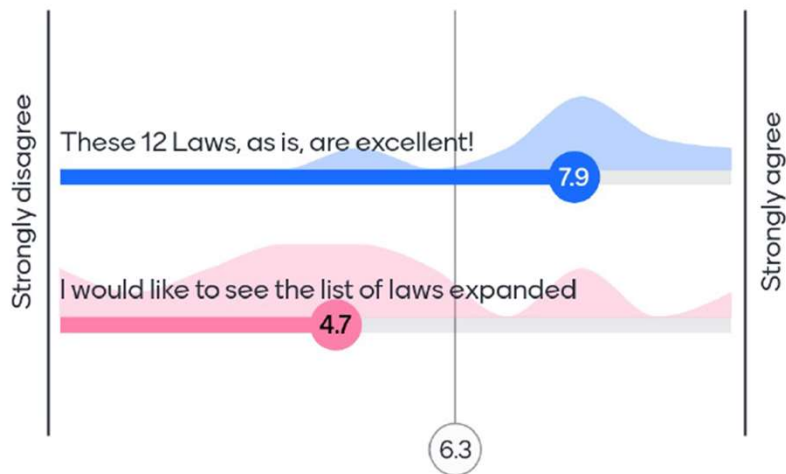 Strongly disagree
These 12 Laws, as is, are excellent!
7.9
I would like to see the list of laws expanded
4.7
6.3
Strongly agree